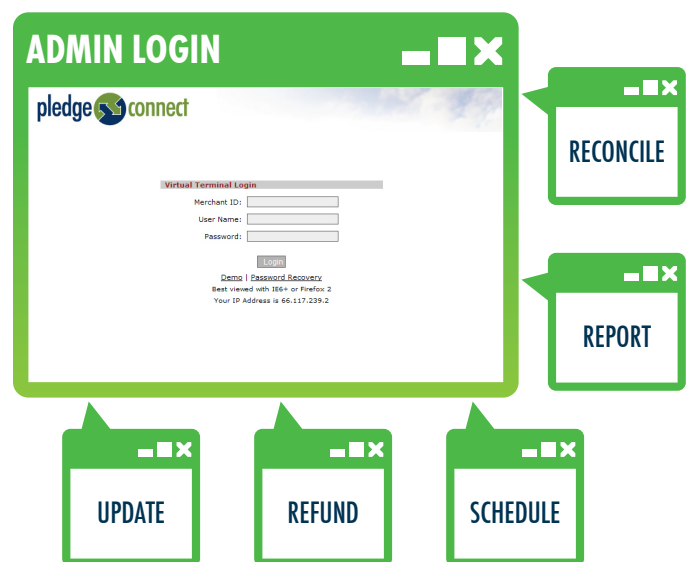 ADMIN LOGIN
pledge connect
Virtual Terminal Login
Merchant ID:
User Name:
Password:
Login
Demo | Password Recovery
Best viewed with IE6+ or Firefox 2
Your IP Address is 66.117.239.2
RECONCILE
REPORT
UPDATE
REFUND
SCHEDULE